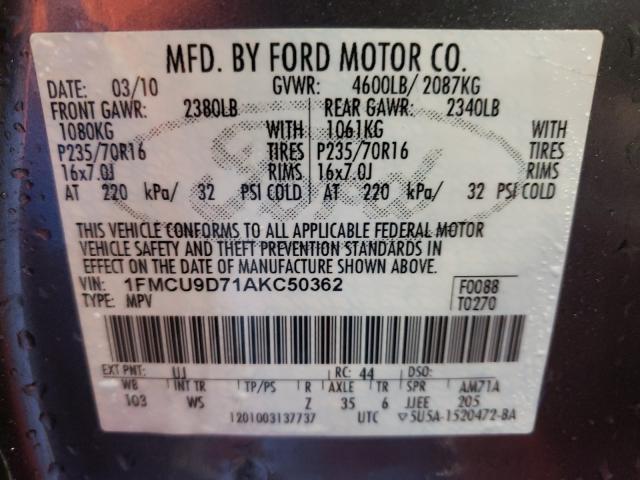 MFD. BY FORD MOTOR CO.
DATE: 03/10 GVWR: 4600LB/ 2087KG
FRONT GAWR: 2380LB REAR GAWR: 2340LB
1080KG WITH 1061KG WITH
P235/70R16 TIRES P235/70R16 TIRES
16x7.0J RIMS 16x7.0J RIMS
AT 220 kPa/ 32 PSI COLD AT 220 kPa/ 32 PSI COLD
THIS VEHICLE CONFORMS TO ALL APPLICABLE FEDERAL MOTOR
VEHICLE SAFETY AND THEFT PREVENTION STANDARDS IN
EFFECT ON THE DATE OF MANUFACTURE SHOWN ABOVE.
VIN: 1FMCU9D71AKC50362 F0088
TYPE: MPV T0270
EXT PNT: UJ RC: 44 DSO:
WB INT TR TP/PS R AXLE TR SPR AM71A
103 WS Z 35 6 JJEE 205
1201003137737 UTC 5U5A-1520472-BA